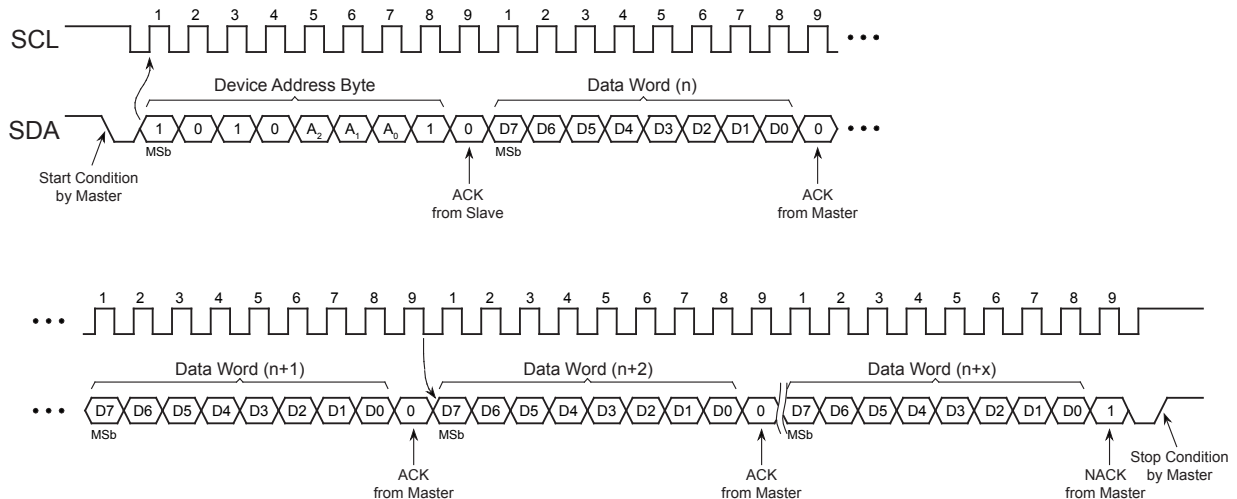 1 2 3 4 5 6 7 8 9 1 2 3 4 5 6 7 8 9
SCL
Device Address Byte Data Word (n)
SDA 1 0 1 0 A2 A1 A0 1 0 D7 D6 D5 D4 D3 D2 D1 D0 0
MSb MSb
Start Condition
by Master
ACK
from Slave
ACK
from Master
1 2 3 4 5 6 7 8 9 1 2 3 4 5 6 7 8 9 1 2 3 4 5 6 7 8 9
Data Word (n+1) Data Word (n+2) Data Word (n+x)
D7 D6 D5 D4 D3 D2 D1 D0 0 D7 D6 D5 D4 D3 D2 D1 D0 0 D7 D6 D5 D4 D3 D2 D1 D0 1
MSb MSb MSb
ACK
from Master
ACK
from Master
NACK
from Master
Stop Condition
by Master